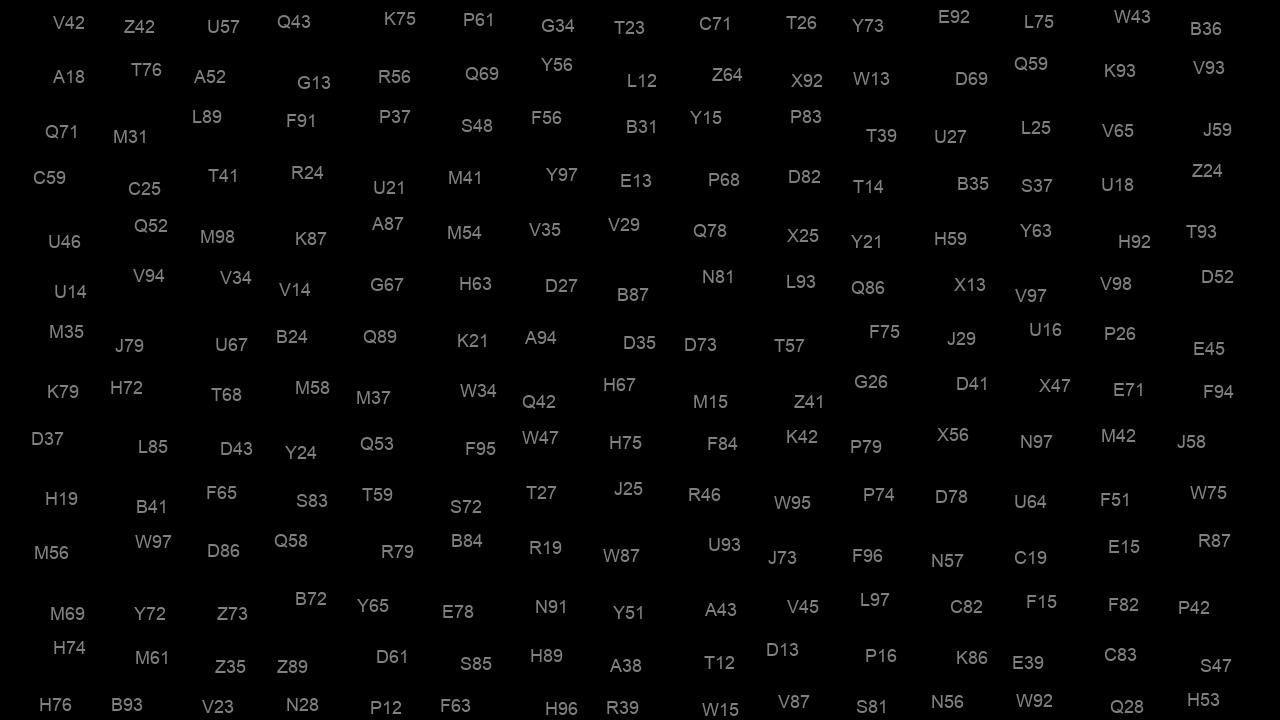 V42 Z42 U57 Q43 K75 P61 G34 T23 C71 T26 Y73 E92 L75 W43 B36
A18 T76 A52 G13 R56 Q69 Y56 L12 Z64 X92 W13 D69 Q59 K93 V93
Q71 M31 L89 F91 P37 S48 F56 B31 Y15 P83 T39 U27 L25 V65 J59
C59 C25 T41 R24 U21 M41 Y97 E13 P68 D82 T14 B35 S37 U18 Z24
U46 Q52 M98 K87 A87 M54 V35 V29 Q78 X25 Y21 H59 Y63 H92 T93
U14 V94 V34 V14 G67 H63 D27 B87 N81 L93 Q86 X13 V97 V98 D52
M35 J79 U67 B24 Q89 K21 A94 D35 D73 T57 F75 J29 U16 P26 E45
K79 H72 T68 M58 M37 W34 Q42 H67 M15 Z41 G26 D41 X47 E71 F94
D37 L85 D43 Y24 Q53 F95 W47 H75 F84 K42 P79 X56 N97 M42 J58
H19 B41 F65 S83 T59 S72 T27 J25 R46 W95 P74 D78 U64 F51 W75
M56 W97 D86 Q58 R79 B84 R19 W87 U93 J73 F96 N57 C19 E15 R87
M69 Y72 Z73 B72 Y65 E78 N91 Y51 A43 V45 L97 C82 F15 F82 P42
H74 M61 Z35 Z89 D61 S85 H89 A38 T12 D13 P16 K86 E39 C83 S47
H76 B93 V23 N28 P12 F63 H96 R39 W15 V87 S81 N56 W92 Q28 H53